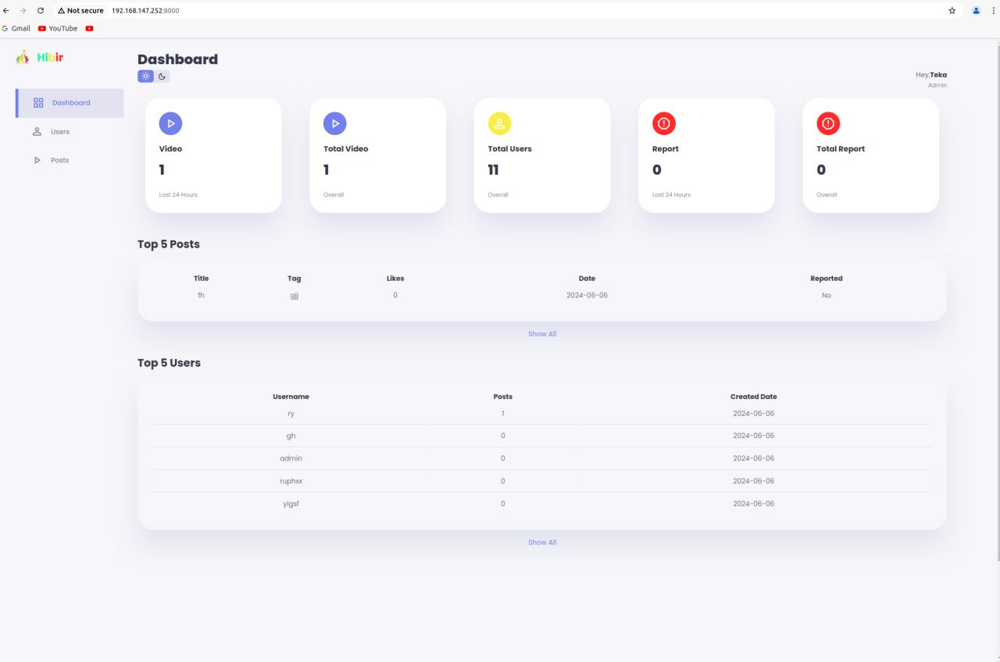 Not secure 192.168.147.252:8000
Gmail YouTube
Hibir
Dashboard
Hey,Teka
Admin
Dashboard
Users
Posts
Video
1
Last 24 Hours
Total Video
1
Overall
Total Users
11
Overall
Report
0
Last 24 Hours
Total Report
0
Overall
Top 5 Posts
Title Tag Likes Date Reported
fh gjj 0 2024-06-06 No
Show All
Top 5 Users
Username Posts Created Date
ry 1 2024-06-06
gh 0 2024-06-06
admin 0 2024-06-06
ruphxx 0 2024-06-06
yigsf 0 2024-06-06
Show All